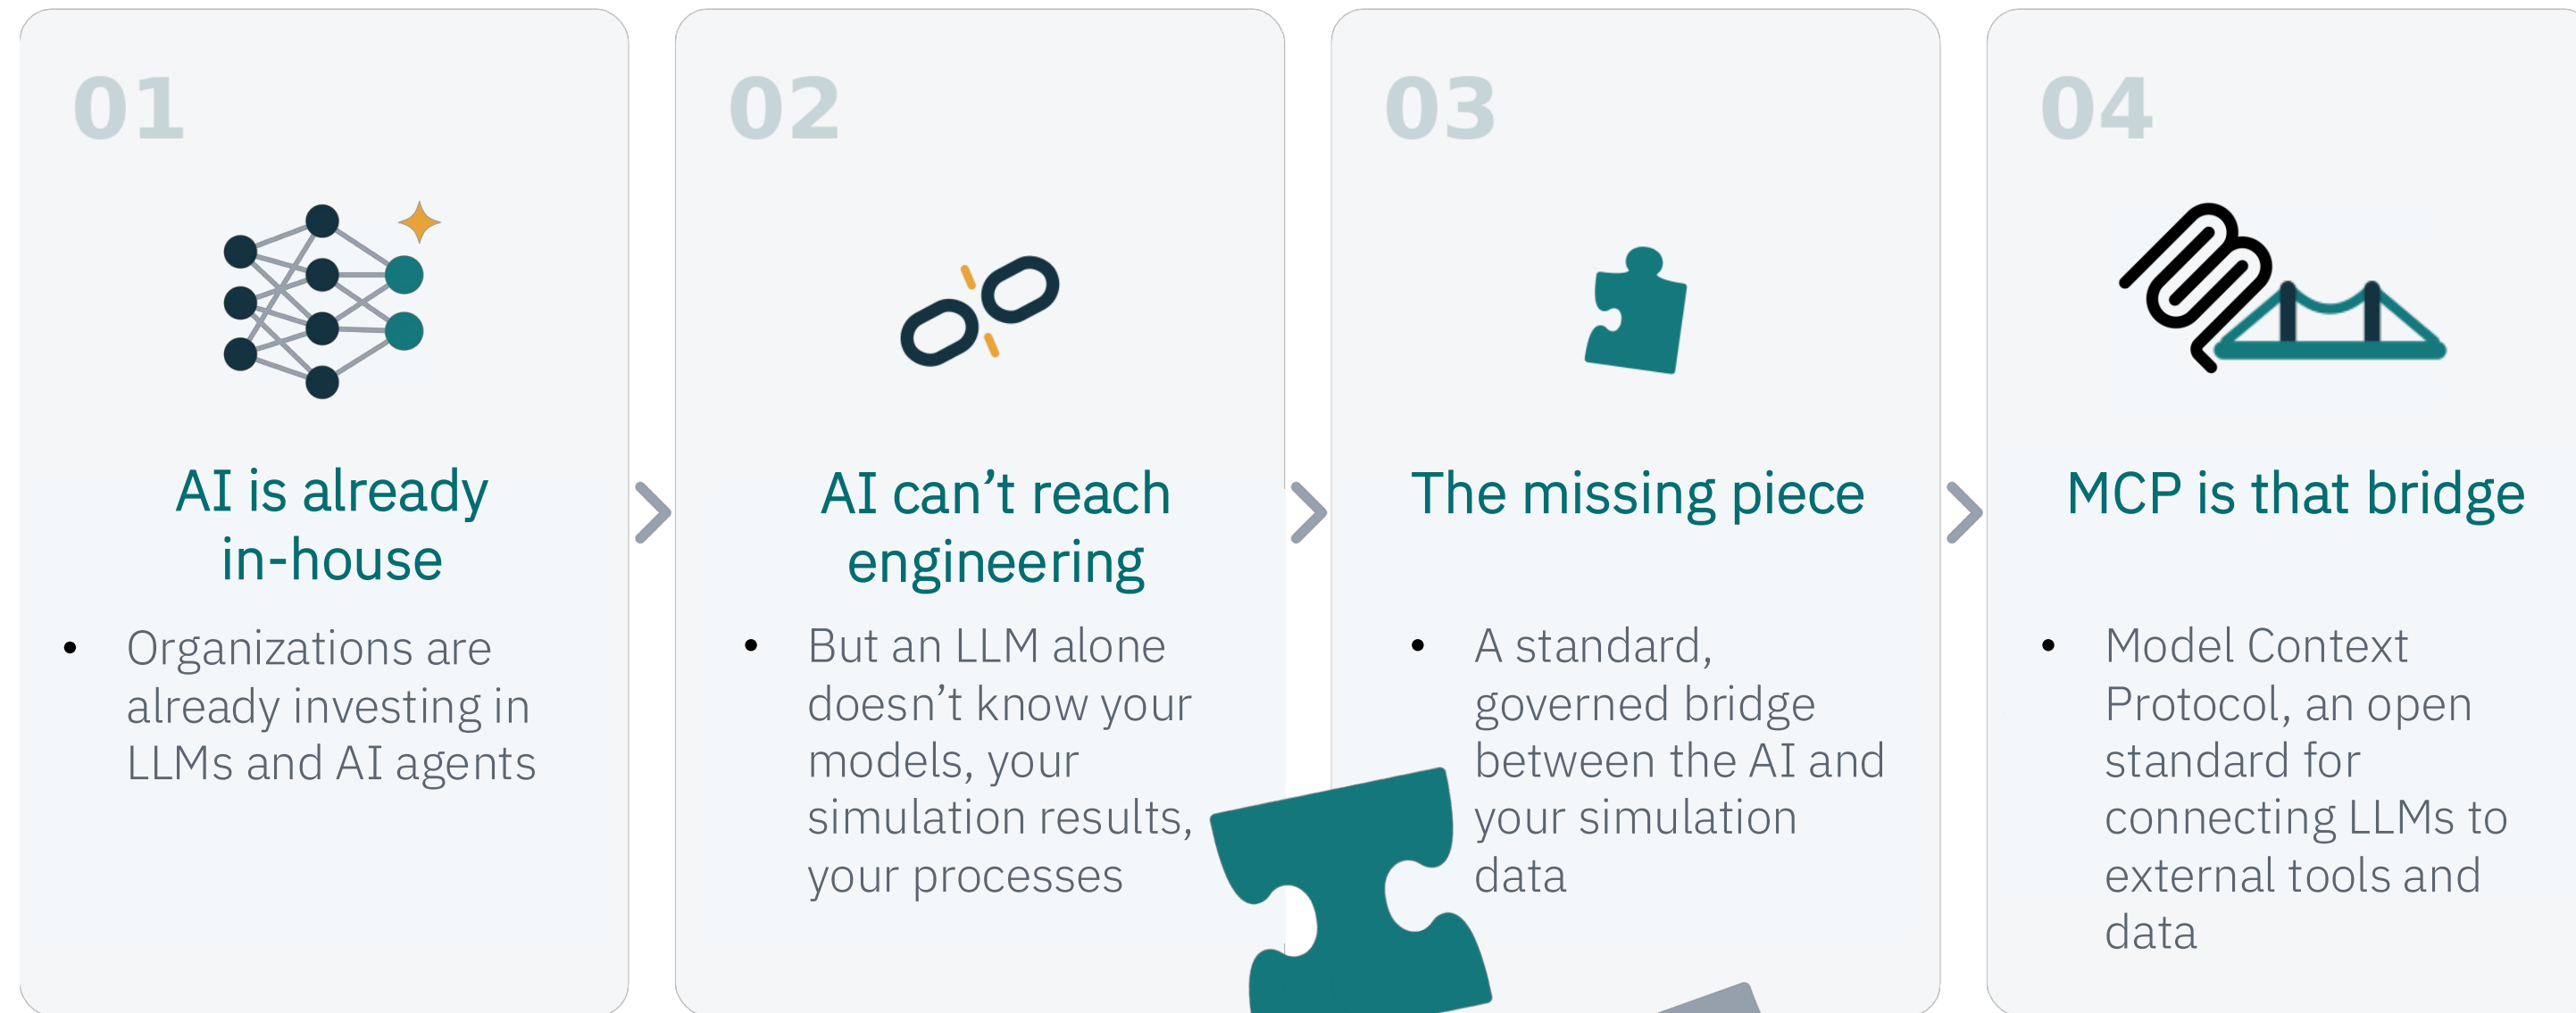 01
AI is already
in-house
• Organizations are
already investing in
LLMs and AI agents
02
AI can’t reach
engineering
• But an LLM alone
doesn’t know your
models, your
simulation results,
your processes
03
The missing piece
• A standard,
governed bridge
between the AI and
your simulation
data
04
MCP is that bridge
• Model Context
Protocol, an open
standard for
connecting LLMs to
external tools and
data